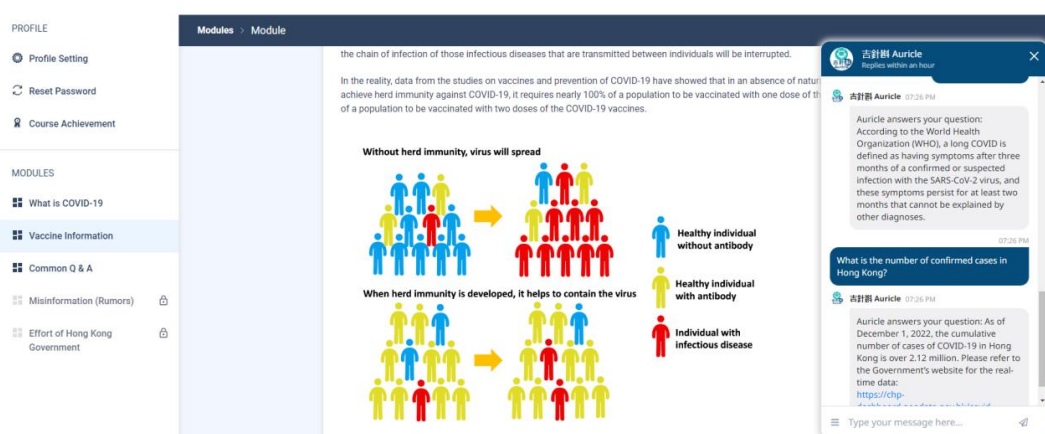 PROFILE
Profile Setting
Reset Password
Course Achievement
MODULES
What is COVID-19
Vaccine Information
Common Q & A
Misinformation (Rumors)
Effort of Hong Kong
Government
Modules > Module
the chain of infection of those infectious diseases that are transmitted between individuals will be interrupted.
In the reality, data from the studies on vaccines and prevention of COVID-19 have showed that in an absence of
achieve herd immunity against COVID-19, it requires nearly 100% of a population to be vaccinated with one dose of
of a population to be vaccinated with two doses of the COVID-19 vaccines.
Without herd immunity, virus will spread
When herd immunity is developed, it helps to contain the virus
Healthy individual
without antibody
Healthy individual
with antibody
Individual with
infectious disease
吉針斟 Auricle
Replies within an hour
吉針斟 Auricle 07:26 PM
Auricle answers your question:
According to the World Health
Organization (WHO), a long COVID is
defined as having symptoms after three
months of a confirmed or suspected
infection with the SARS-CoV-2 virus, and
these symptoms persist for at least two
months that cannot be explained by
other diagnoses.
07:26 PM
What is the number of confirmed cases in
Hong Kong?
吉針斟 Auricle 07:26 PM
Auricle answers your question: As of
December 1, 2022, the cumulative
number of cases of COVID-19 in Hong
Kong is over 2.12 million. Please refer to
the Government's website for the real-
time data:
https://chp-
Type your message here...